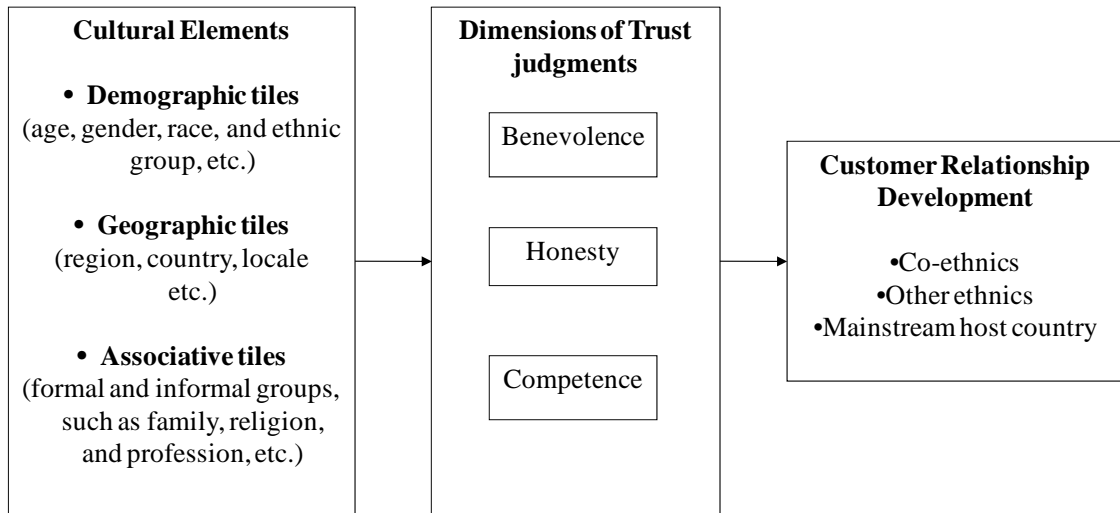 Cultural Elements
• Demographic tiles
(age, gender, race, and ethnic
group, etc.)
• Geographic tiles
(region, country, locale
etc.)
• Associative tiles
(formal and informal groups,
such as family, religion,
and profession, etc.)
Dimensions of Trust
judgments
Benevolence
Honesty
Competence
Customer Relationship
Development
•Co-ethnics
•Other ethnics
•Mainstream host country